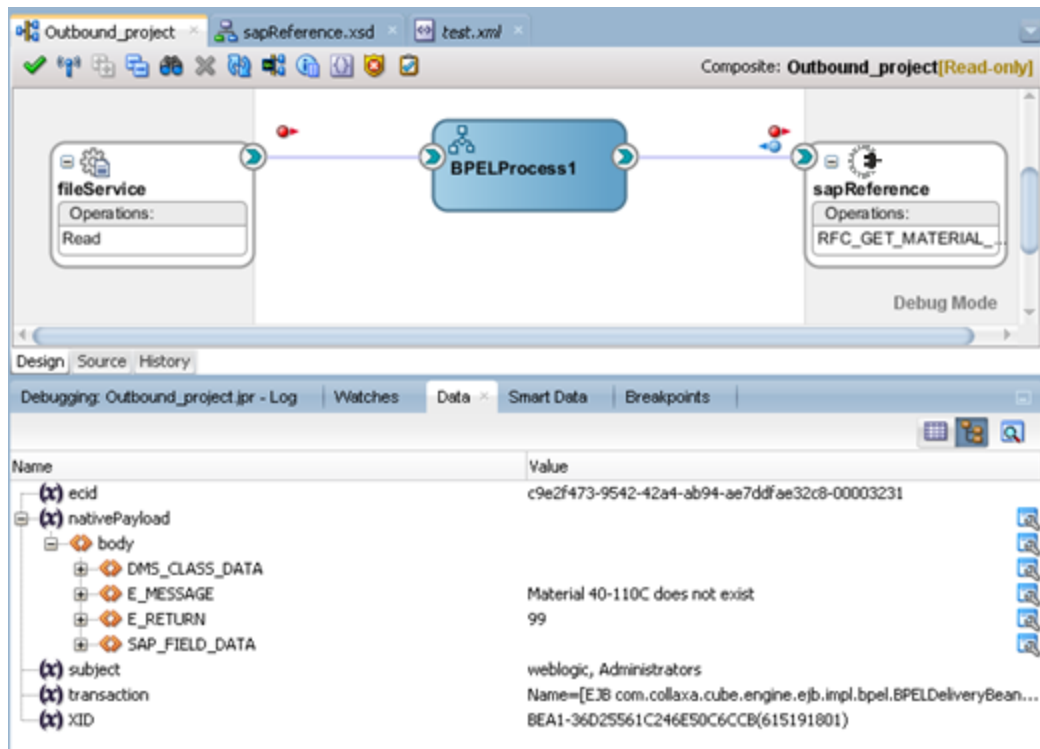 Outbound_project sapReference.xsd test.xml
Composite: Outbound_project[Read-only]
BPELProcess1
fileService
Operations:
Read
sapReference
Operations:
RFC_GET_MATERIAL_...
Debug Mode
Design Source History
Debugging: Outbound_project.jpr - Log Watches Data Smart Data Breakpoints
Name Value
(x) ecid c9e2f473-9542-42a4-ab94-ae7ddfae32c8-00003231
(x) nativePayload
body
DMS_CLASS_DATA
E_MESSAGE Material 40-110C does not exist
E_RETURN 99
SAP_FIELD_DATA
(x) subject weblogic, Administrators
(x) transaction Name=[EJB com.collaxa.cube.engine.ejb.impl.bpel.BPELDeliveryBean...
(x) XID BEA1-36D25561C246E50C6CCB(615191801)